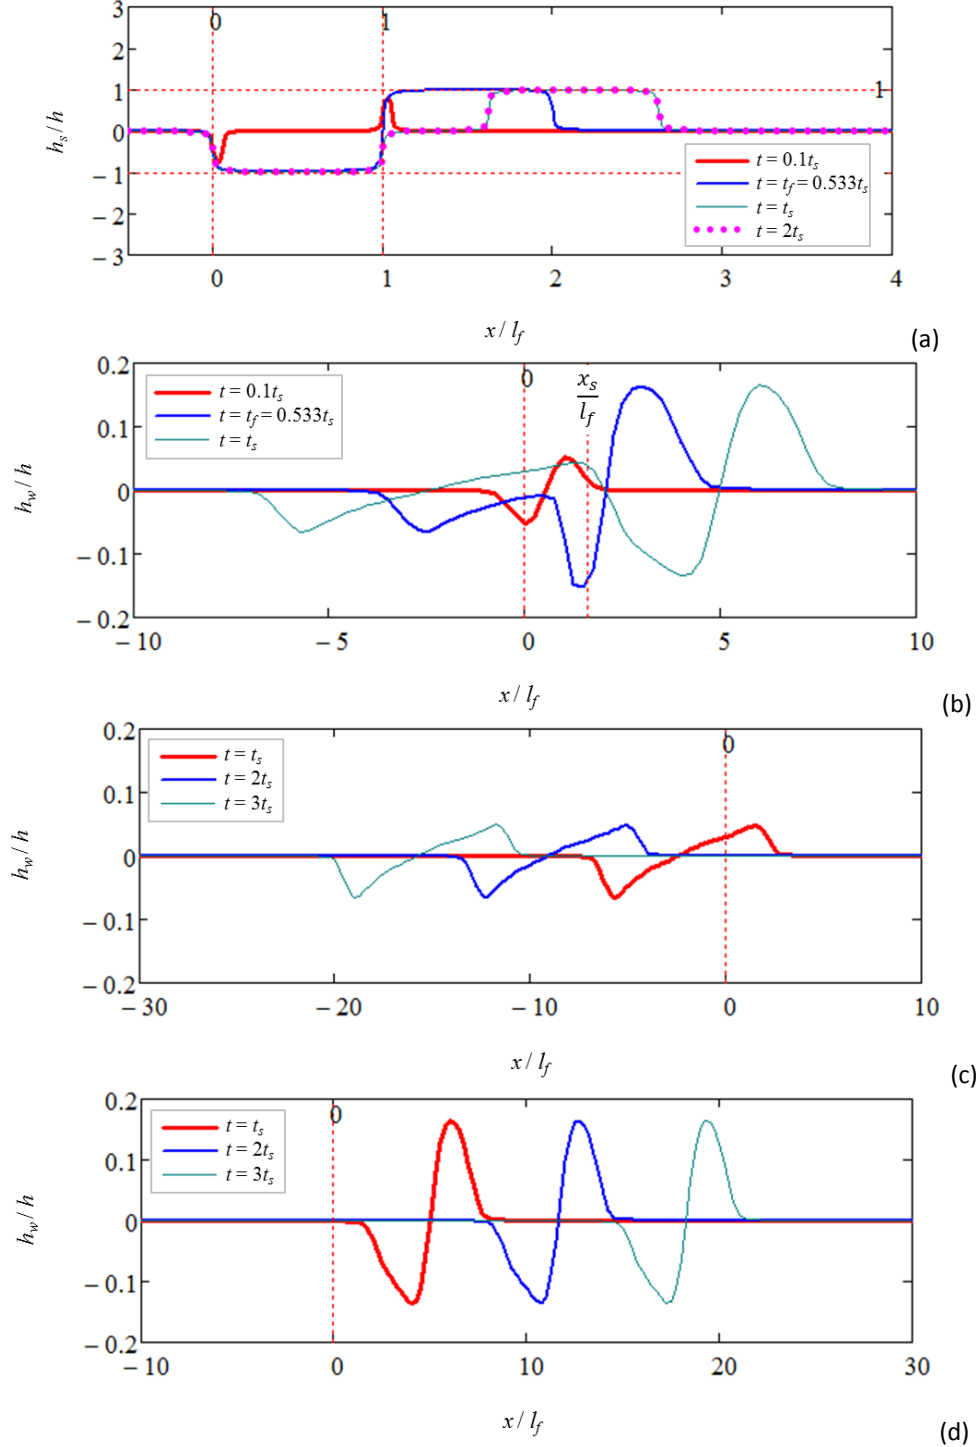 3
0
1
2
1
1
h_s / h
0
− 1
t = 0.1t_s
t = t_f = 0.533t_s
− 2
t = t_s
t = 2t_s
− 3
0
1
2
3
4
x / l_f
(a)
0.2
t = 0.1t_s
0
x_s
l_f
t = t_f = 0.533t_s
0.1
t = t_s
h_w / h
0
− 0.1
− 0.2
− 10
− 5
0
5
10
x / l_f
(b)
0.2
t = t_s
0
t = 2t_s
0.1
t = 3t_s
h_w / h
0
− 0.1
− 0.2
− 30
− 20
− 10
0
10
x / l_f
(c)
0.2
0
t = t_s
t = 2t_s
0.1
t = 3t_s
h_w / h
0
− 0.1
− 0.2
− 10
0
10
20
30
x / l_f
(d)